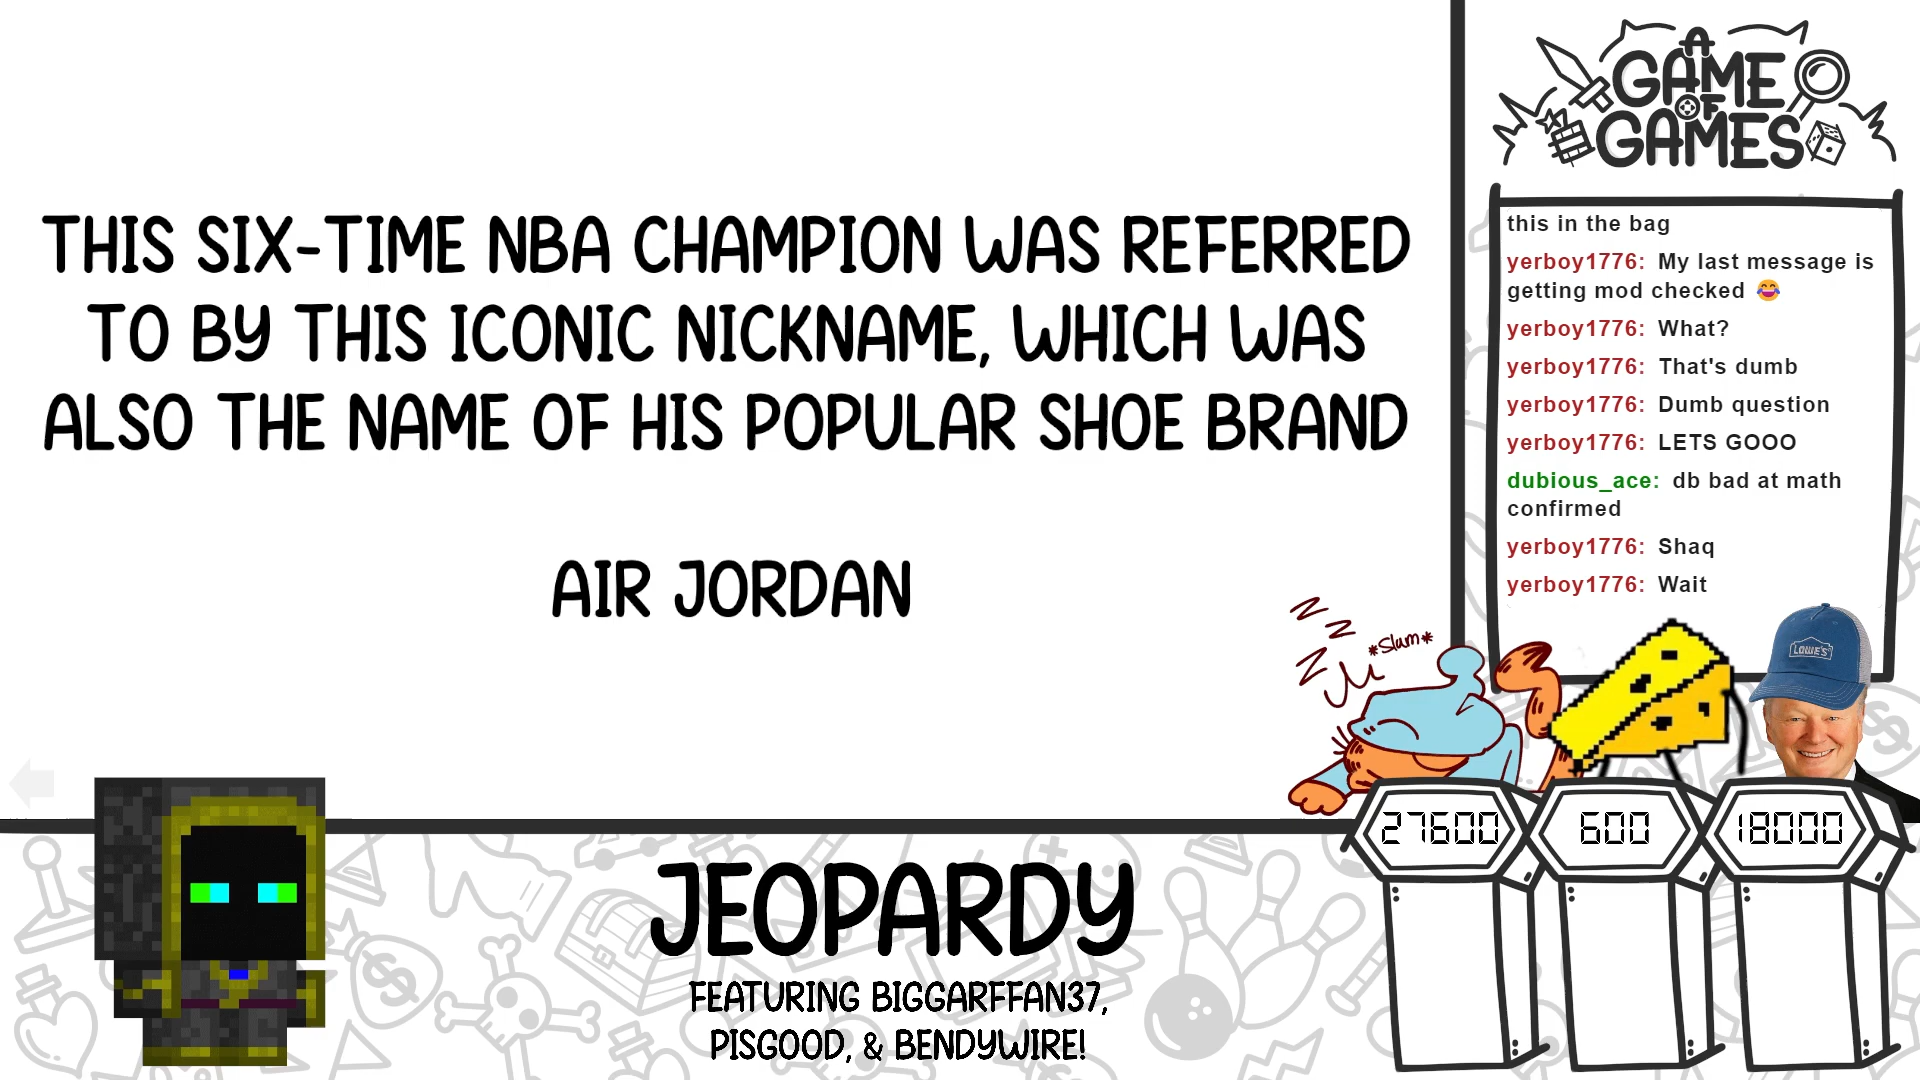 THIS SIX-TIME NBA CHAMPION WAS REFERRED
TO BY THIS ICONIC NICKNAME, WHICH WAS
ALSO THE NAME OF HIS POPULAR SHOE BRAND
AIR JORDAN
A
GAME
OF
GAMES
this in the bag
yerboy1776: My last message is
getting mod checked 😂
yerboy1776: What?
yerboy1776: That's dumb
yerboy1776: Dumb question
yerboy1776: LETS GOOO
dubious_ace: db bad at math
confirmed
yerboy1776: Shaq
yerboy1776: Wait
z z
z
*Slam*
LOWE'S
27600 600 18000
JEOPARDY
FEATURING BIGGARFFAN37,
PISGOOD, & BENDYWIRE!